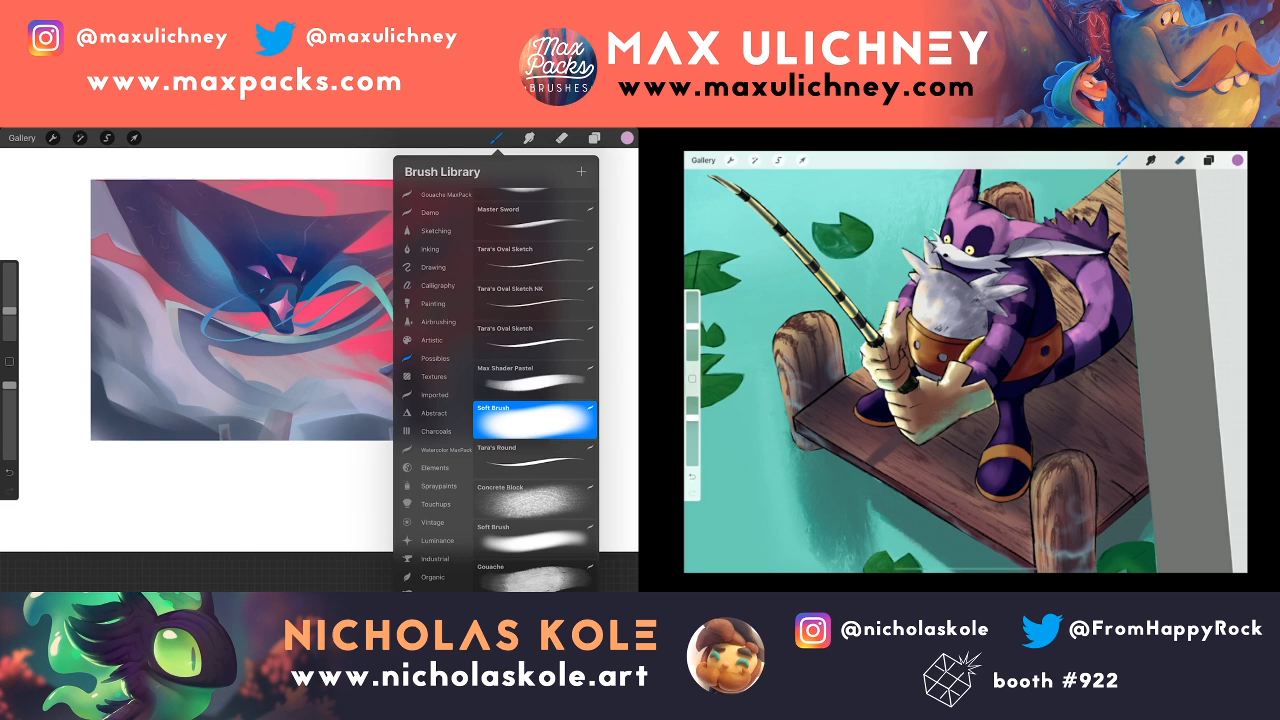 @maxulichney
@maxulichney
www.maxpacks.com
Max
Packs
BRUSHES
MAX ULICHNEY
www.maxulichney.com
Gallery
Brush Library
Gouache MaxPack
Demo
Sketching
Inking
Drawing
Calligraphy
Painting
Airbrushing
Artistic
Possibles
Textures
Imported
Abstract
Charcoals
Watercolor MaxPack
Elements
Spraypaints
Touchups
Vintage
Luminance
Industrial
Organic
Master Sword
Tara's Oval Sketch
Tara's Oval Sketch NK
Tara's Oval Sketch
Max Shader Pastel
Soft Brush
Tara's Round
Concrete Block
Soft Brush
Gouache
Gallery
NICHOLAS KOLE
www.nicholaskole.art
@nicholaskole
@FromHappyRock
booth #922